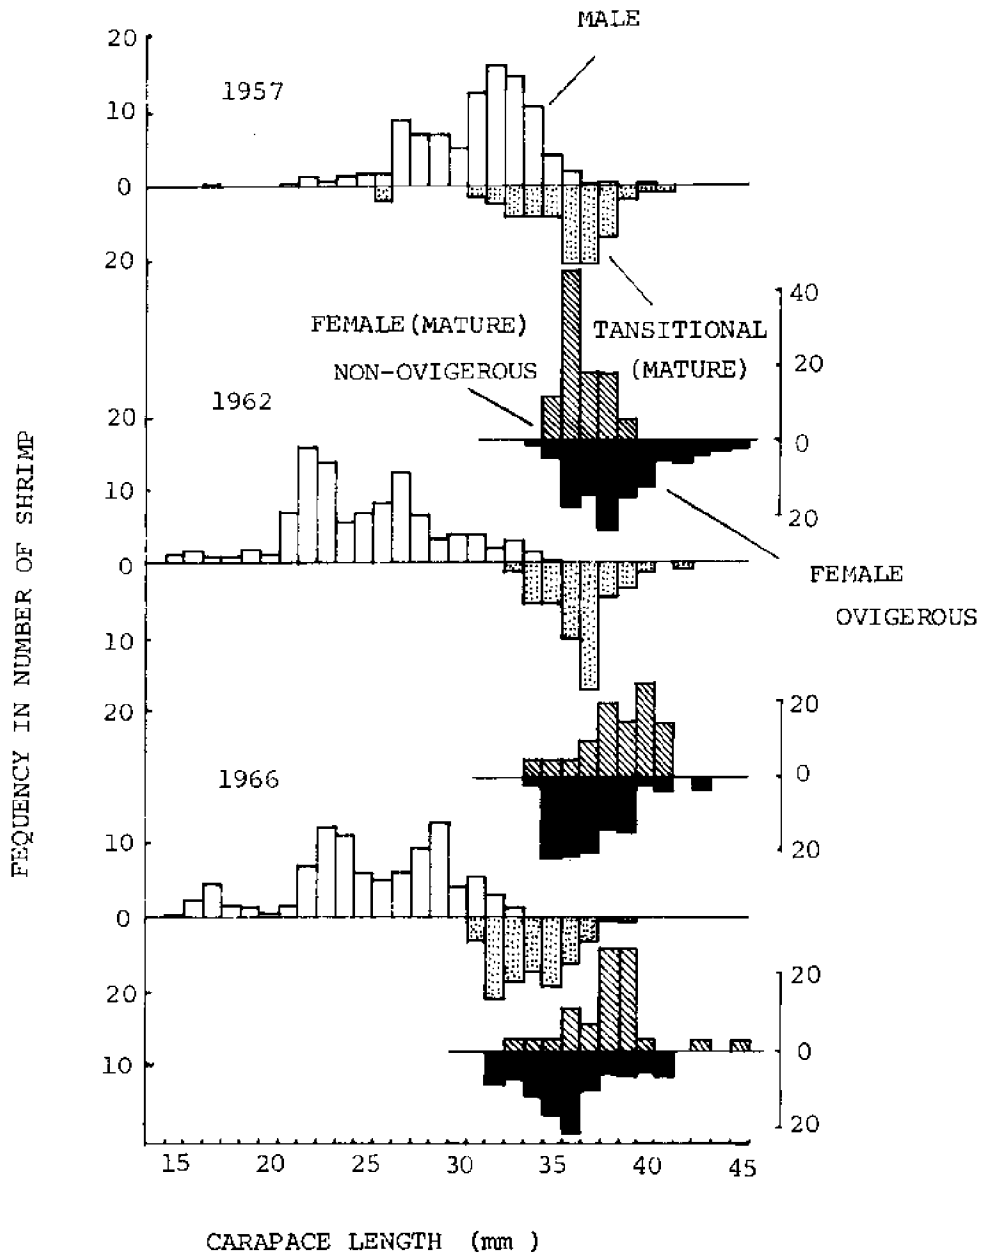 MALE
20
1957
10
0
20
40
FEMALE(MATURE)
TANSITIONAL
NON-OVIGEROUS
(MATURE)
20
1962
20
0
10
20
0
FEMALE
OVIGEROUS
10
20
20
1966
0
10
20
0
20
20
0
10
20
15 20 25 30 35 40 45
CARAPACE LENGTH (mm )
FEQUENCY IN NUMBER OF SHRIMP